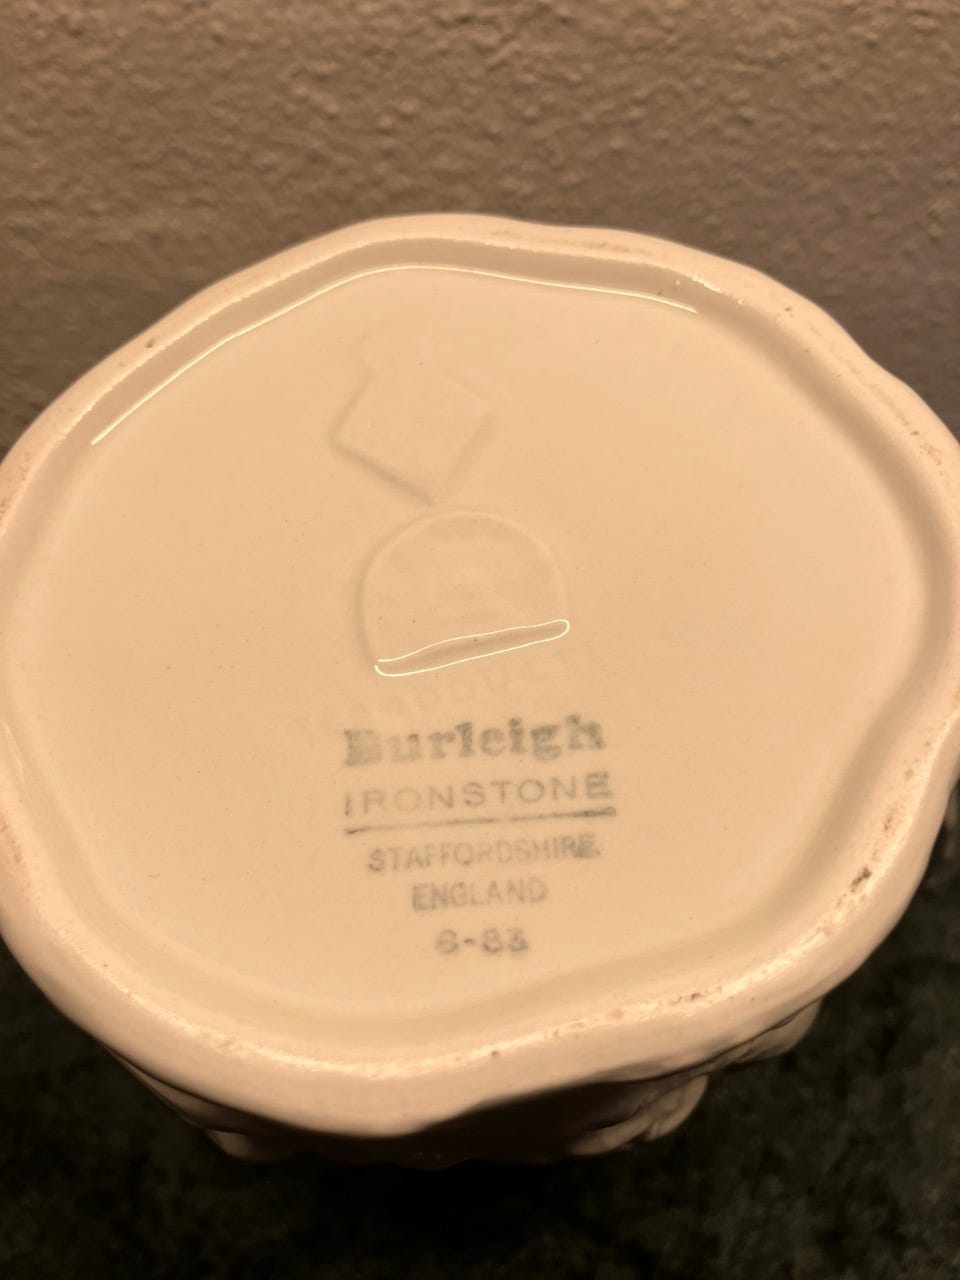 Burleigh
IRONSTONE
STAFFORDSHIRE
ENGLAND
6-83